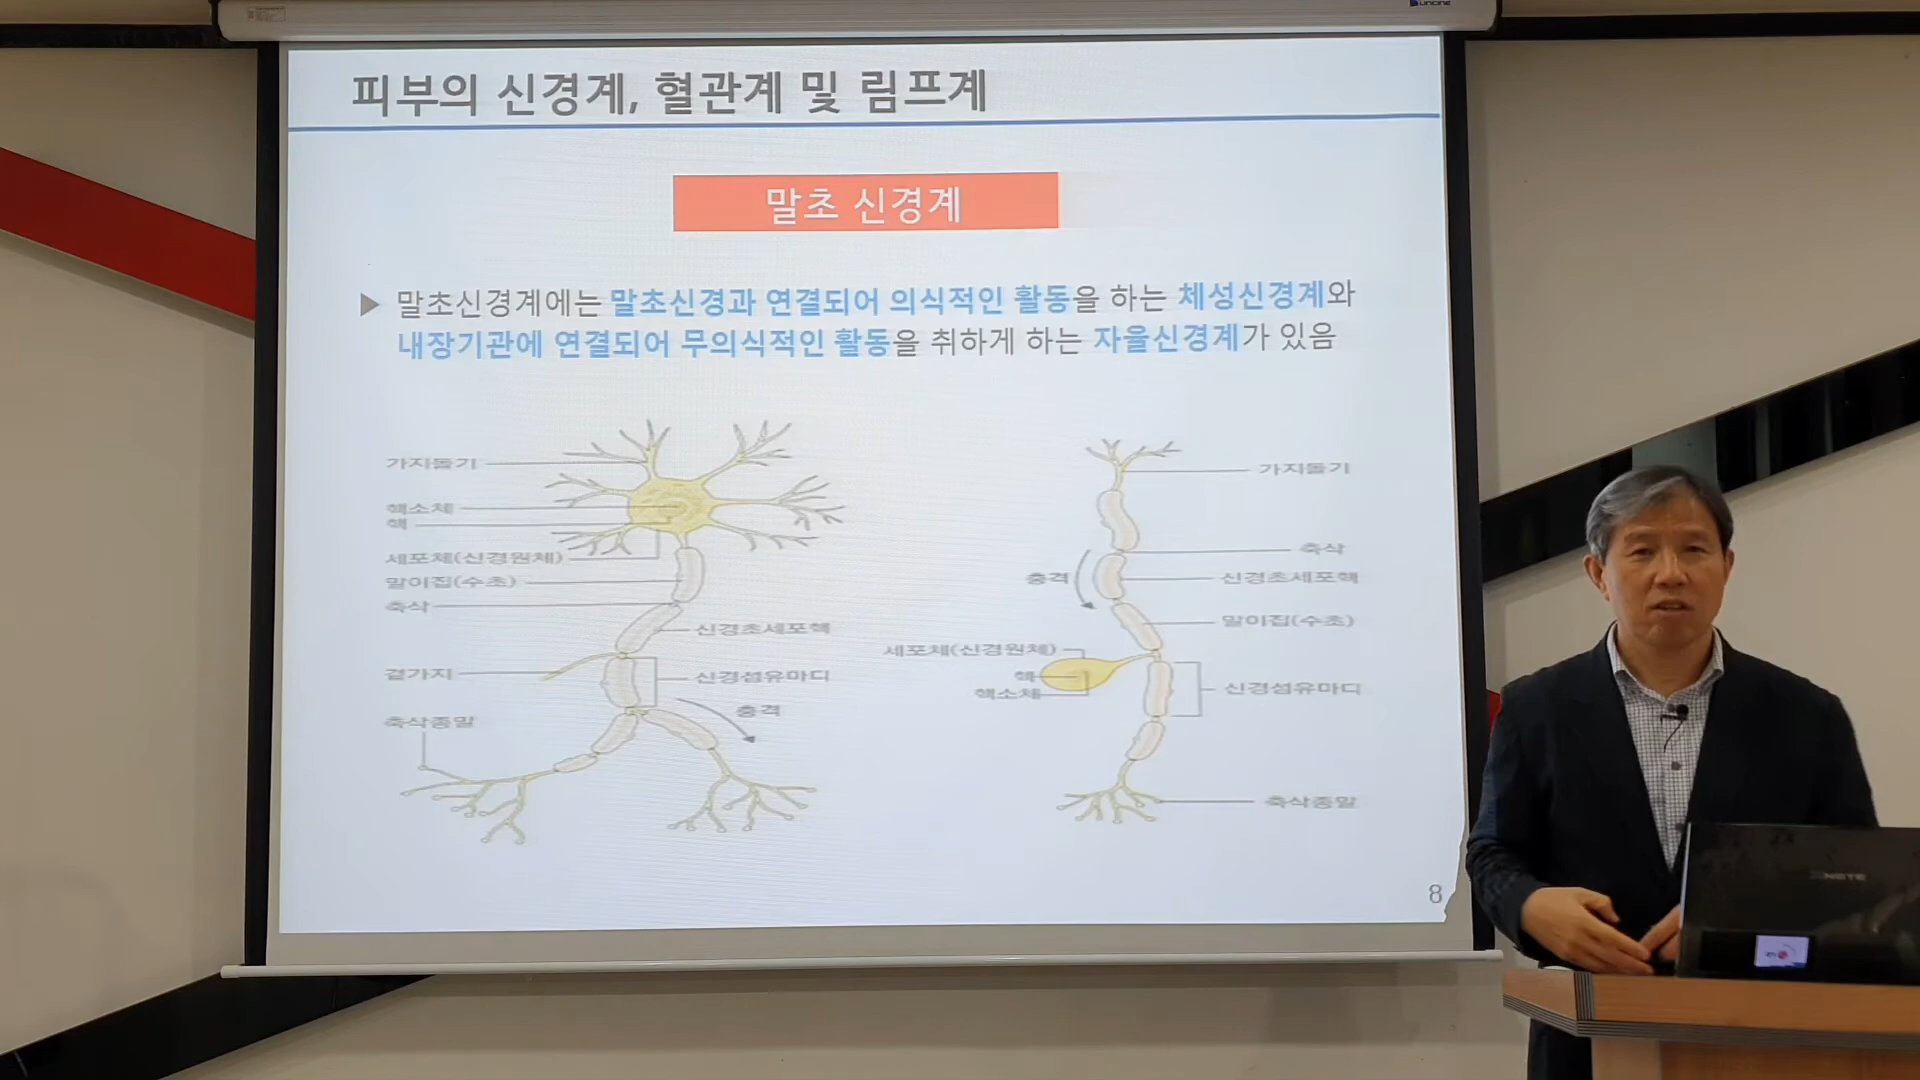 피부의 신경계, 혈관계 및 림프계
말초 신경계
▶ 말초신경계에는 말초신경과 연결되어 의식적인 활동을 하는 체성신경계와
내장기관에 연결되어 무의식적인 활동을 취하게 하는 자율신경계가 있음
가지돌기
핵소체
핵
세포체(신경원체)
말이집(수초)
축삭
신경초세포핵
곁가지
신경섬유마디
충격
축삭종말
가지돌기
축삭
충격
신경초세포핵
말이집(수초)
세포체(신경원체)
핵
핵소체
신경섬유마디
축삭종말
8